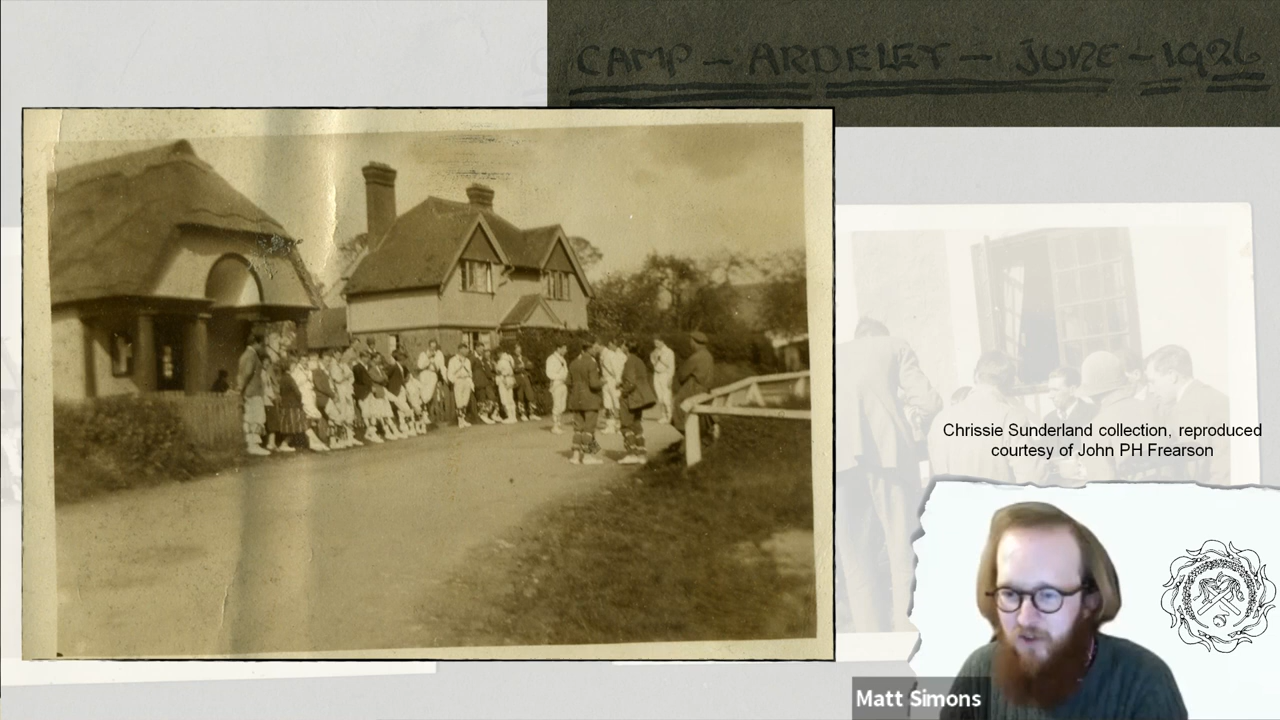 CAMP - ARDELEY - JUNE - 1926
Chrissie Sunderland collection, reproduced
courtesy of John PH Frearson
Matt Simons